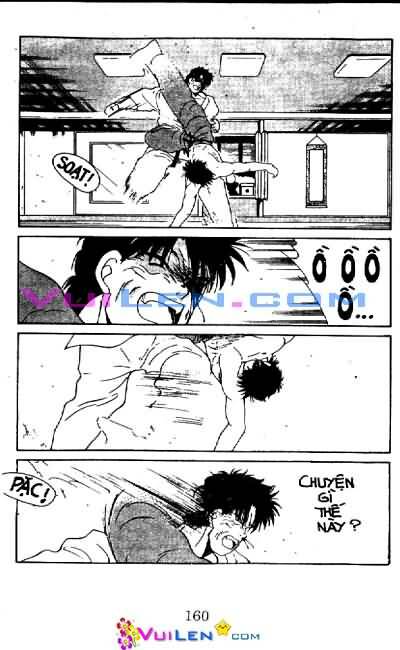 SOẠT!
Ồ Ồ Ồ
Ồ...
VuiLen.com
PẶC!
CHUYỆN
GÌ
THẾ
NÀY?
160
VuiLen.com